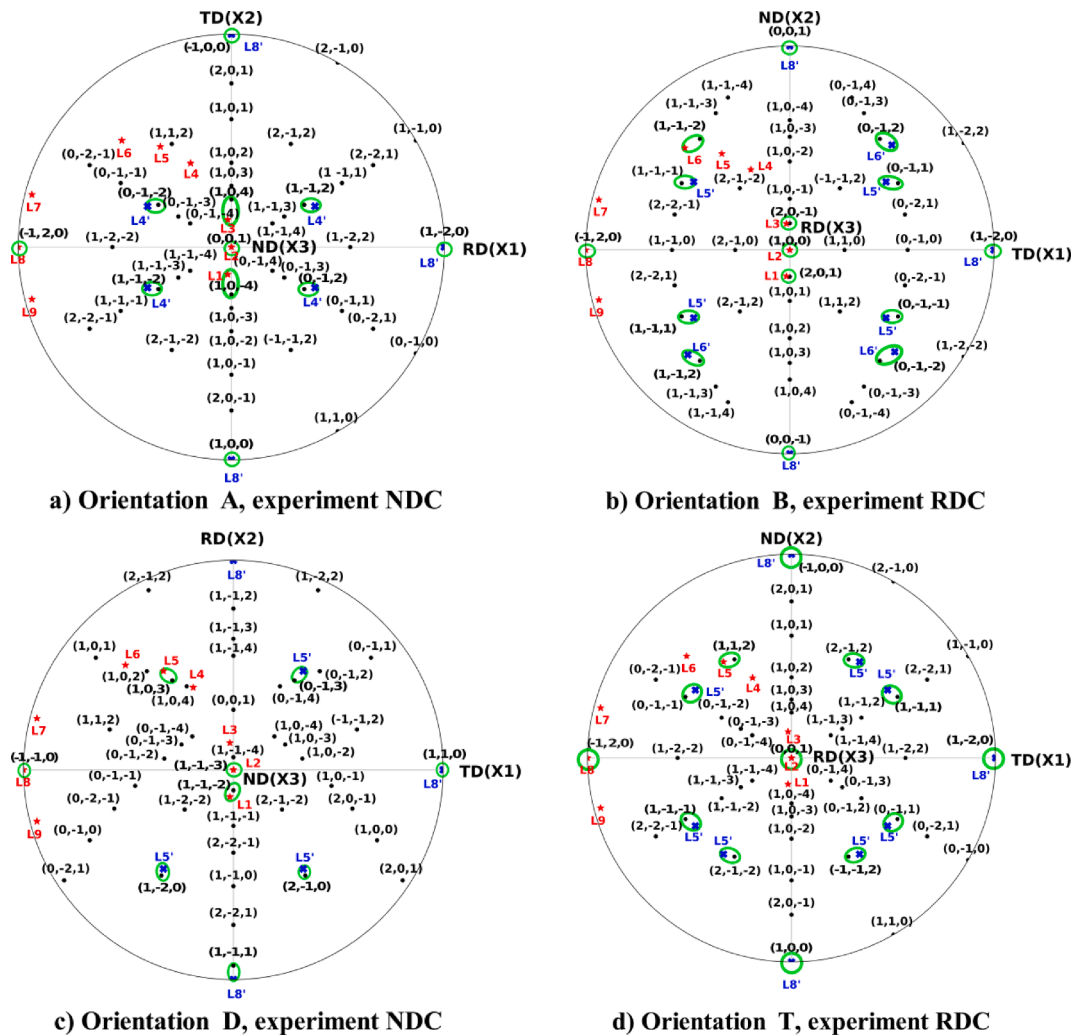 TD(X2)
(-1,0,0)
L8'
(2,-1,0)
(2,0,1)
(1,0,1)
(1,-1,0)
L6
(1,1,2)
L5
(2,-1,2)
(0,-2,-1)
L4
(1,0,2)
(2,-2,1)
(0,-1,-1)
(1,0,3)
(1 -1,1)
L7
(0,-1,-2)
(1,0,4)
(1,-1,2)
(0,-1,-3)
L4'
(0,-1,-4)
L3
(1,-1,3)
L4'
(1,-1,4)
(-1,2,0)
(1,-2,-2)
(0,0,1)
ND(X3)
(1,-2,2)
(1,-2,0)
RD(X1)
L8
L2
L8'
(1,-1,-4)
(1,-1,-3)
L1
(0,-1,4)
(0,-1,3)
(1,-1,-2)
(1,0,-4)
(0,-1,2)
L9
(1,-1,-1)
L4'
L4'
(0,-1,1)
(2,-2,-1)
(1,0,-3)
(0,-2,1)
(2,-1,-2)
(1,0,-2)
(-1,-1,2)
(0,-1,0)
(1,0,-1)
(2,0,-1)
(1,1,0)
(1,0,0)
L8'
a) Orientation A, experiment NDC
ND(X2)
(0,0,1)
L8'
(1,-1,-4)
(0,-1,4)
(1,-1,-3)
(1,0,-4)
(0,-1,3)
(1,-1,-2)
(1,0,-3)
(0,-1,2)
(1,-2,2)
L6
L5
L4
(1,0,-2)
L6'
(1,-1,-1)
L5'
(2,-1,-2)
(-1,-1,2)
L5'
(0,-1,1)
(1,0,-1)
L7
(2,-2,-1)
(2,0,-1)
(0,-2,1)
L3
RD(X3)
(-1,2,0)
(1,-1,0)
(2,-1,0)
(1,0,0)
(1,1,0)
(0,-1,0)
(1,-2,0)
TD(X1)
L8
L2
L8'
L1
(2,0,1)
(2,-2,1)
(0,-2,-1)
(1,0,1)
L9
L5'
(2,-1,2)
(1,1,2)
(0,-1,-1)
(1,-1,1)
(1,0,2)
L5'
L6'
(1,0,3)
L6'
(1,-2,-2)
(1,-1,2)
(0,-1,-2)
(1,-1,3)
(1,0,4)
(0,-1,-3)
(1,-1,4)
(0,-1,-4)
(0,0,-1)
L8'
b) Orientation B, experiment RDC
RD(X2)
L8'
(2,-1,2)
(1,-2,2)
(1,-1,2)
(1,-1,3)
(1,0,1)
L6
L5
(1,-1,4)
L5'
(0,-1,1)
(1,0,2)
L4
(0,-1,2)
(1,0,3)
(0,-1,3)
(1,0,4)
(0,-1,4)
(0,0,1)
L7
(1,1,2)
(0,-1,-4)
L3
(1,0,-4)
(-1,-1,2)
(0,-1,-3)
(1,0,-3)
(0,-1,-2)
(1,-1,-4)
(1,0,-2)
L2
(-1,-1,0)
(1,-1,-3)
(1,1,0)
TD(X1)
L8
ND(X3)
L8'
(0,-1,-1)
(1,-1,-2)
(1,0,-1)
L1
(0,-2,-1)
(1,-2,-2)
(2,-1,-2)
(2,0,-1)
L9
(1,-1,-1)
(0,-1,0)
(2,-2,-1)
(1,0,0)
L5'
L5'
(0,-2,1)
(1,-2,0)
(1,-1,0)
(2,-1,0)
(2,0,1)
(2,-2,1)
(1,-1,1)
L8'
c) Orientation D, experiment NDC
ND(X2)
L8'
(-1,0,0)
(2,-1,0)
(2,0,1)
(1,0,1)
(1,-1,0)
L6
(1,1,2)
(2,-1,2)
L5
L5'
(0,-2,-1)
L4
(1,0,2)
L5'
(2,-2,1)
(0,-1,-1)
L5'
(1,0,3)
(1,-1,1)
L7
(0,-1,-2)
(1,0,4)
(1,-1,2)
(0,-1,-3)
(1,-1,3)
(0,-1,-4)
L3
(1,-1,4)
(-1,2,0)
(1,-2,-2)
(0,0,1)
RD(X3)
(1,-2,2)
(1,-2,0)
TD(X1)
L8
L2
L8'
(1,-1,-4)
(0,-1,4)
(1,-1,-3)
L1
(0,-1,3)
(1,-1,-2)
(1,0,-4)
(0,-1,2)
L9
(1,-1,-1)
(1,0,-3)
(0,-1,1)
(2,-2,-1)
L5'
(1,0,-2)
L5'
(0,-2,1)
L5'
L5'
(2,-1,-2)
(1,0,-1)
(-1,-1,2)
(0,-1,0)
(2,0,-1)
(1,1,0)
(1,0,0)
L8'
d) Orientation T, experiment RDC